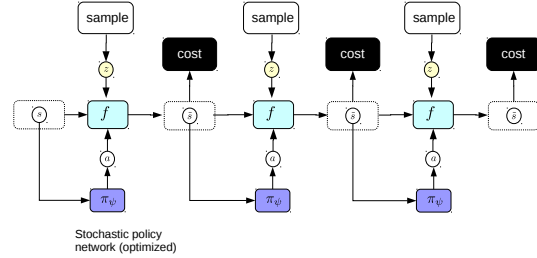 sample
sample
sample
cost
cost
cost
z
z
z
s
f
s̄
f
s̄
f
s̄
a
a
a
πψ
πψ
πψ
Stochastic policy
network (optimized)